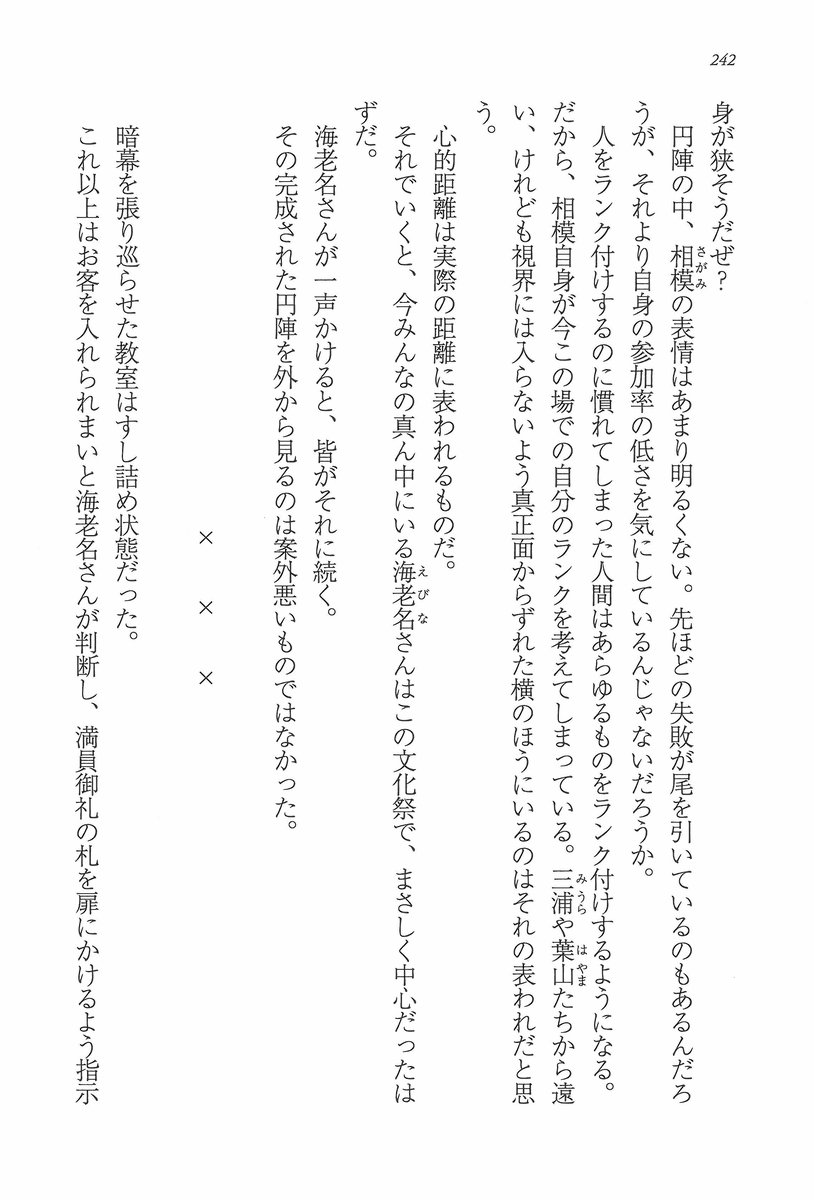 242
身が狭そうだぜ？
円陣の中、相模の表情はあまり明るくない。先ほどの失敗が尾を引いているのもあるんだろ
うが、それより自身の参加率の低さを気にしているんじゃないだろうか。
人をランク付けするのに慣れてしまった人間はあらゆるものをランク付けするようになる。
だから、相模自身が今この場での自分のランクを考えてしまっている。三浦や葉山たちから遠
い、けれども視界には入らないよう真正面からずれた横のほうにいるのはそれの表われだと思
う。
心的距離は実際の距離に表われるものだ。
それでいくと、今みんなの真ん中にいる海老名さんはこの文化祭で、まさしく中心だったは
ずだ。
海老名さんが一声かけると、皆がそれに続く。
その完成された円陣を外から見るのは案外悪いものではなかった。
×　×　×
暗幕を張り巡らせた教室はすし詰め状態だった。
これ以上はお客を入れられまいと海老名さんが判断し、満員御礼の札を扉にかけるよう指示